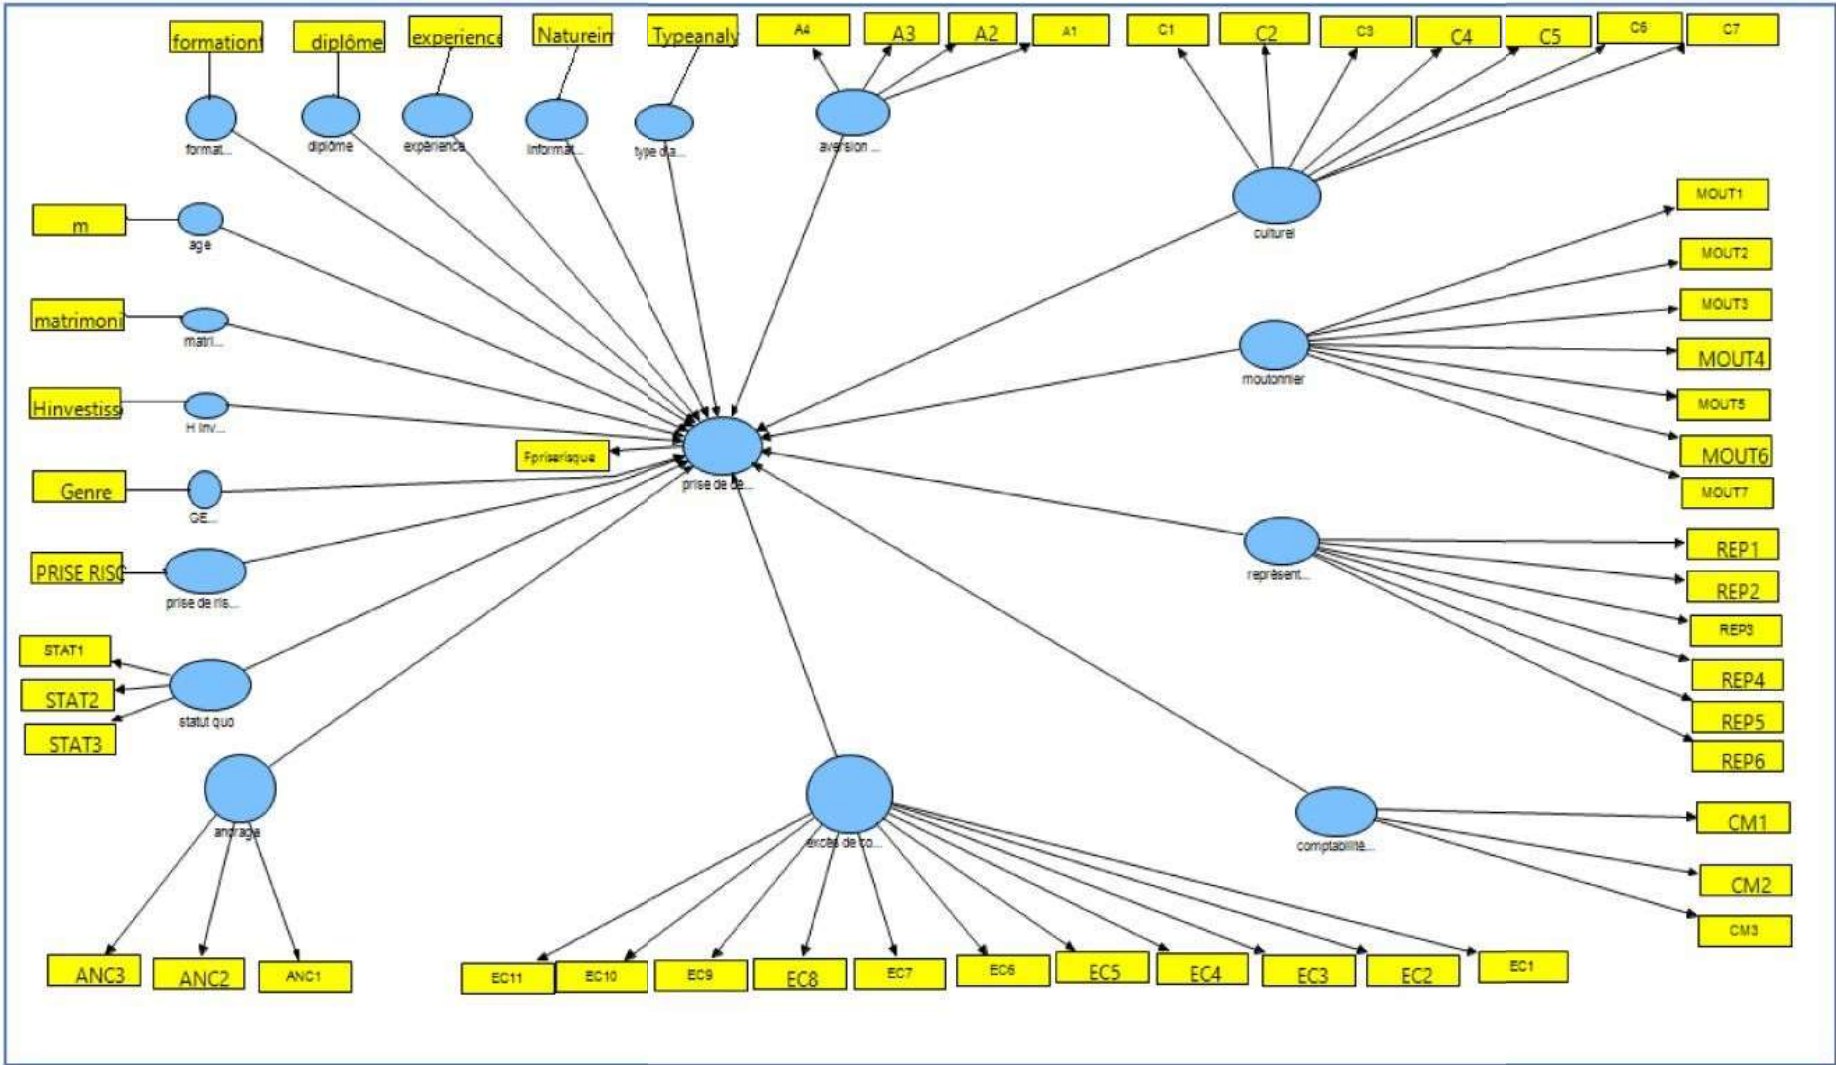 formationf
diplôme
experience
Naturein
Typeanaly
A4
A3
A2
A1
C1
C2
C3
C4
C5
C6
C7
format...
diplôme
expérience
Informat...
type d'a...
aversion ...
culturel
m
age
matrimoni
matri...
Hinvestiss
H inv...
Genre
GE...
PRISE RISQ
prise de ris...
Fpriserisque
prise de dé...
MOUT1
MOUT2
MOUT3
MOUT4
MOUT5
MOUT6
MOUT7
moutonnier
REP1
REP2
REP3
REP4
REP5
REP6
représent...
STAT1
STAT2
STAT3
statut quo
ancrage
excès de co...
comptabilité...
CM1
CM2
CM3
ANC3
ANC2
ANC1
EC11
EC10
EC9
EC8
EC7
EC6
EC5
EC4
EC3
EC2
EC1